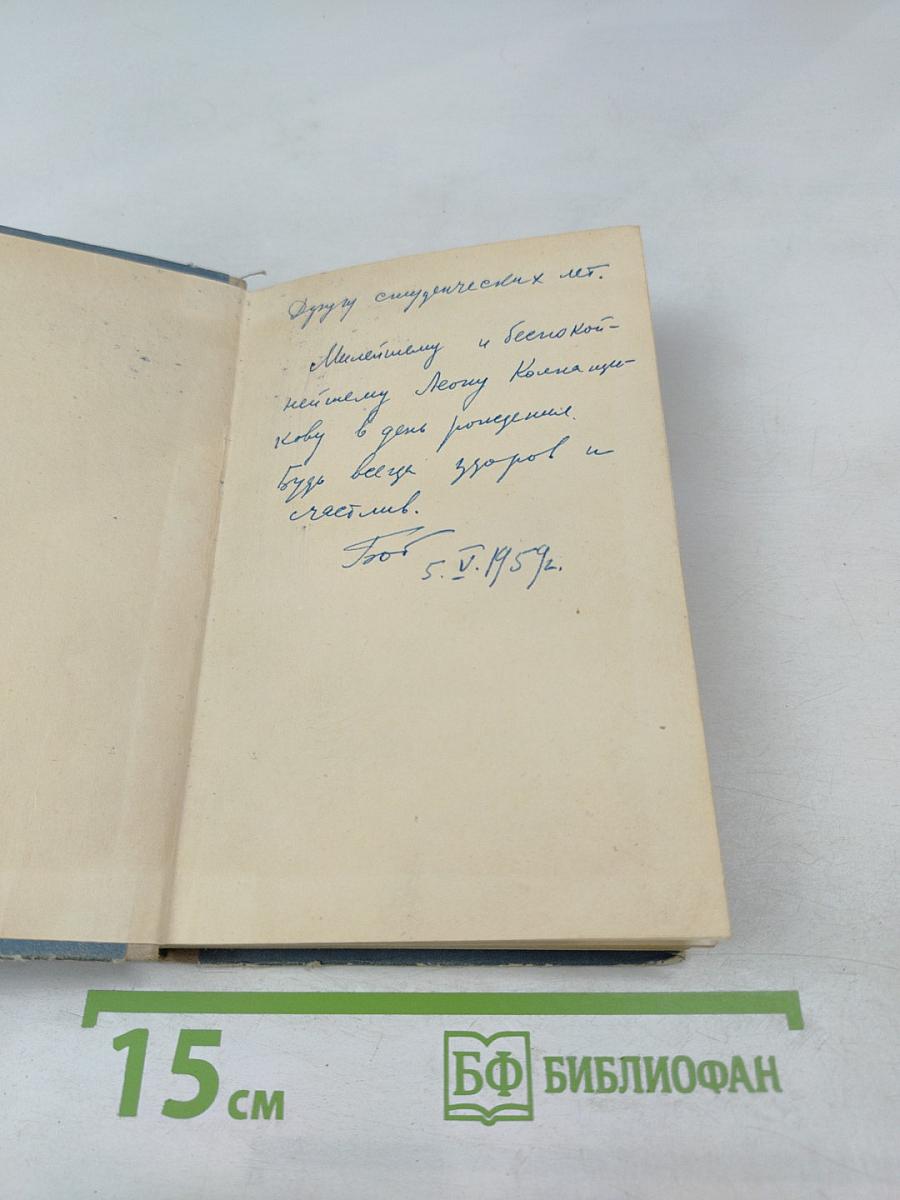 Другу студенческих лет.
Милейшему и беспокой-
нейшему Леону Колпащи-
кову в день рождения.
Будь всегда здоров и
счастлив.
Боб
5.V.1959г.
15 см
БФ БИБЛИОФАН